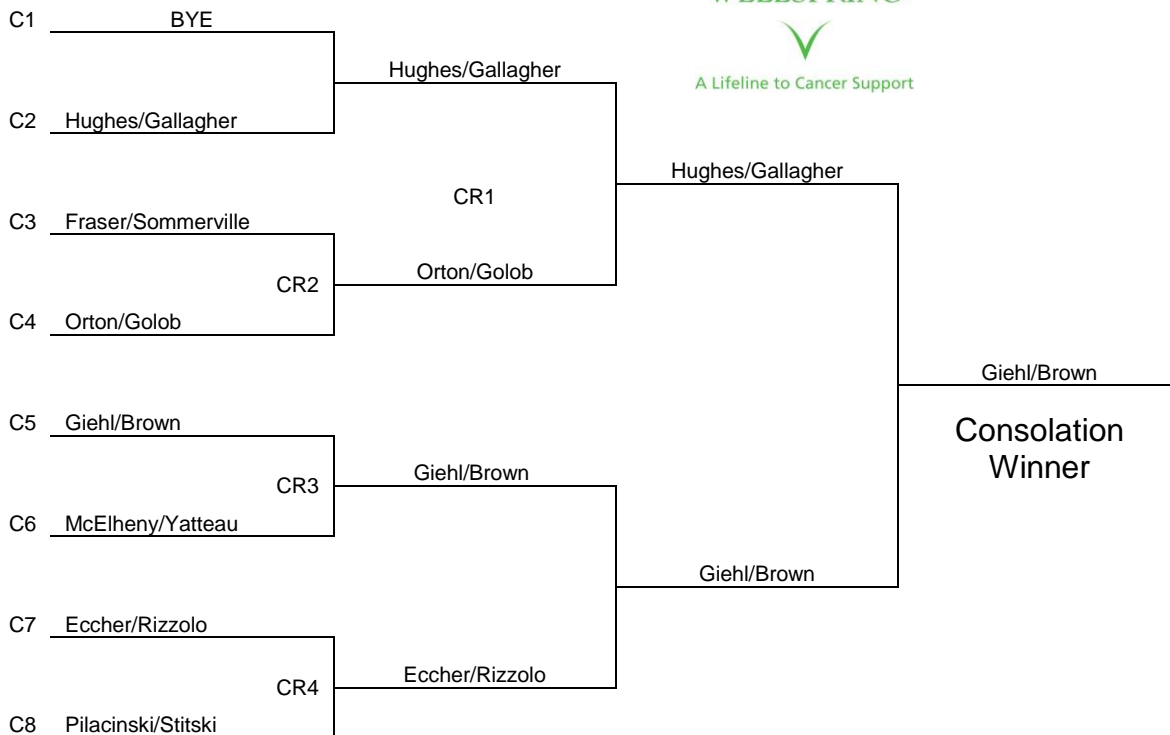 C1 BYE
Hughes/Gallagher
A Lifeline to Cancer Support
C2 Hughes/Gallagher
Hughes/Gallagher
CR1
C3 Fraser/Sommerville
Orton/Golob
CR2
C4 Orton/Golob
Giehl/Brown
C5 Giehl/Brown
Consolation
Winner
Giehl/Brown
CR3
C6 McElheny/Yatteau
Giehl/Brown
C7 Eccher/Rizzolo
Eccher/Rizzolo
CR4
C8 Pilacinski/Stitski